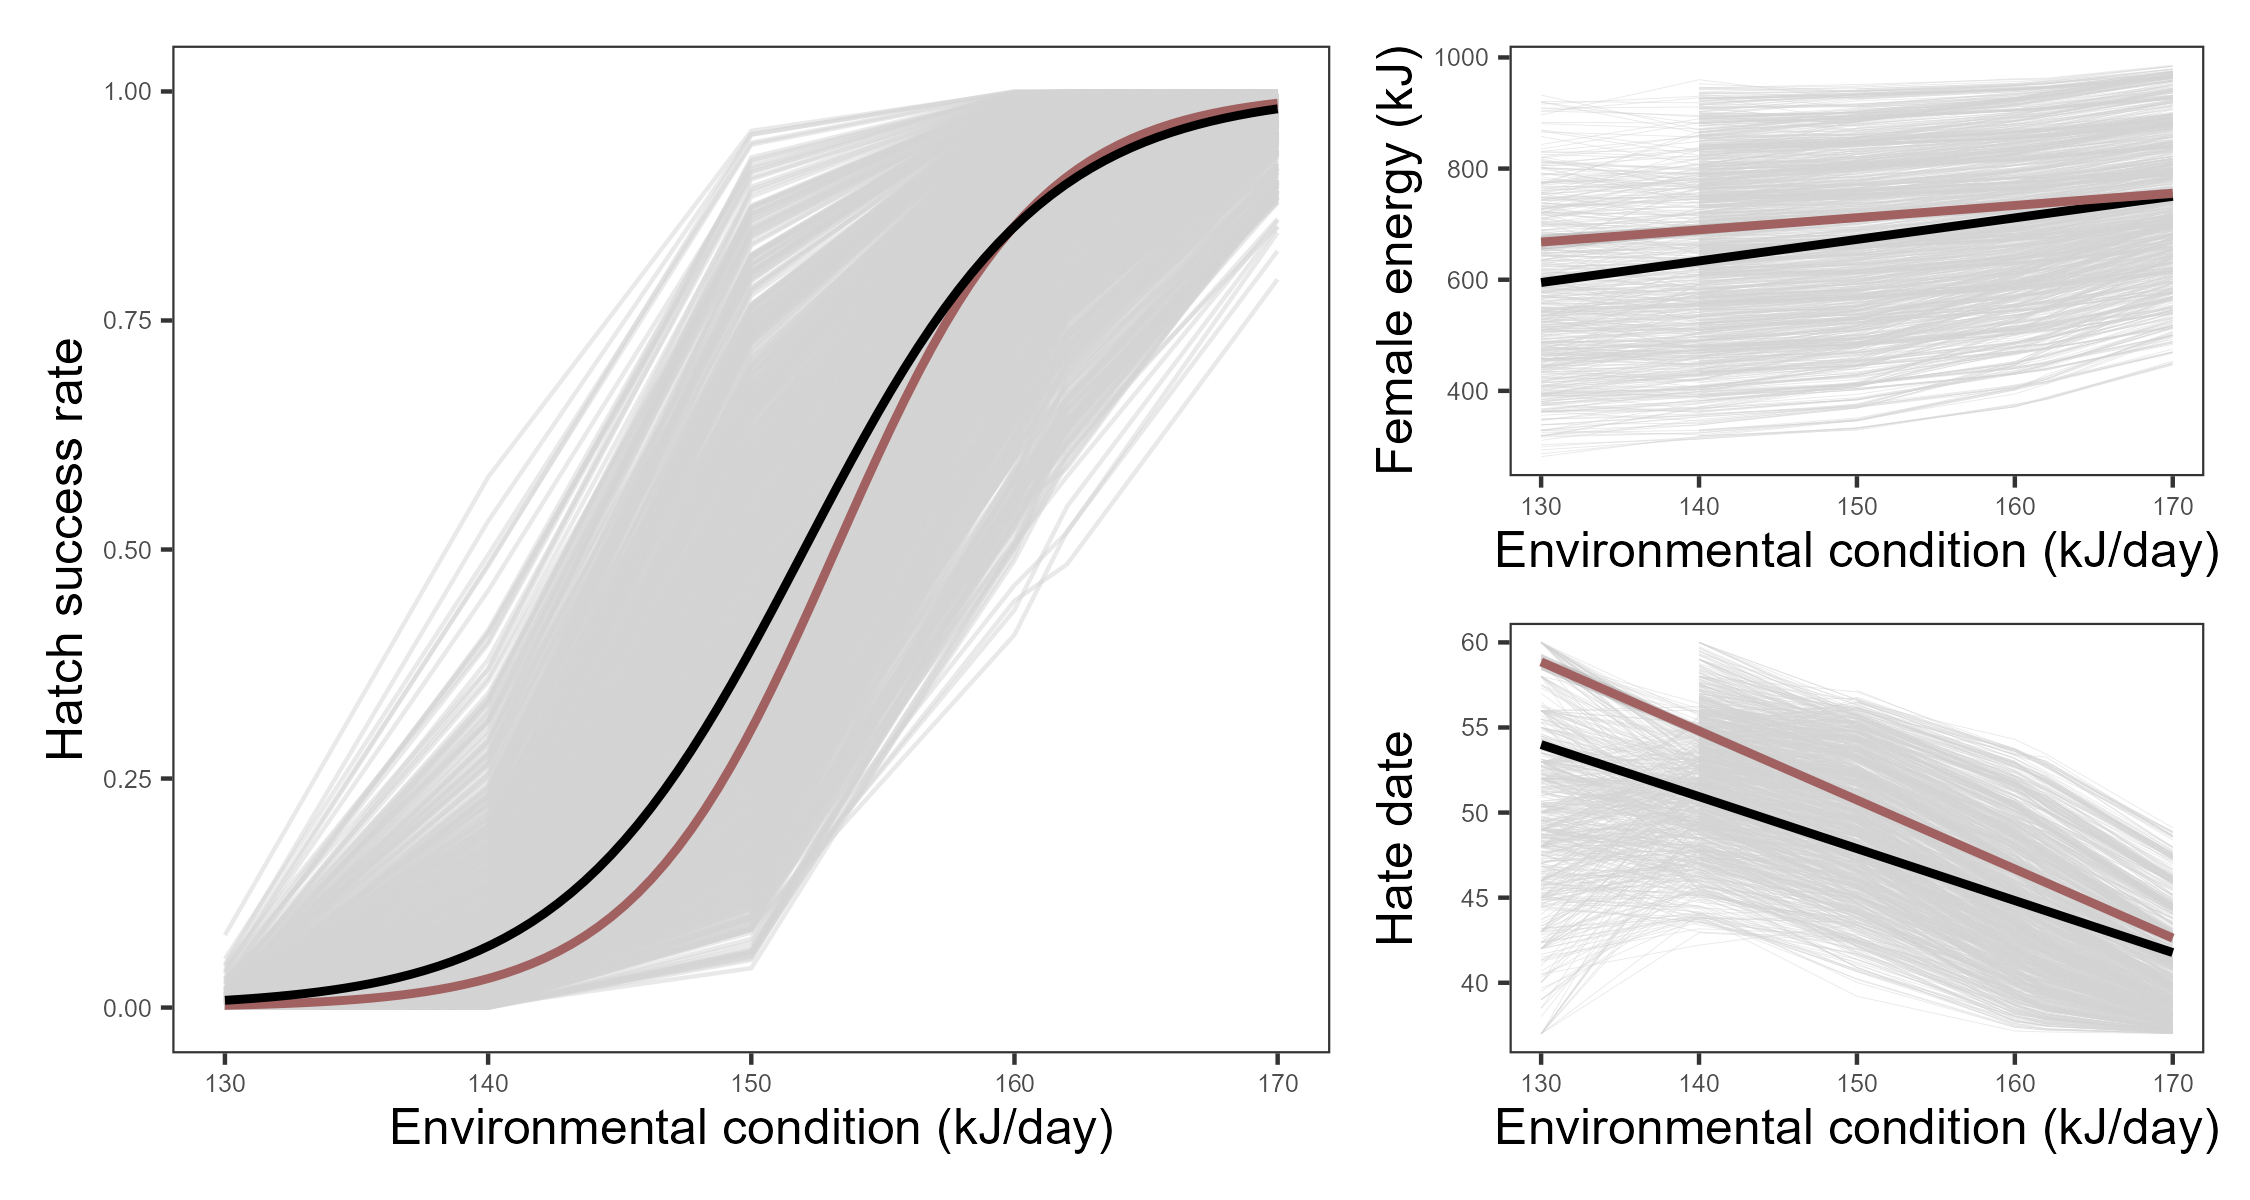 Hatch success rate
1.00
0.75
0.50
0.25
0.00
130 140 150 160 170
Environmental condition (kJ/day)
Female energy (kJ)
1000
800
600
400
130 140 150 160 170
Environmental condition (kJ/day)
Hate date
60
55
50
45
40
130 140 150 160 170
Environmental condition (kJ/day)